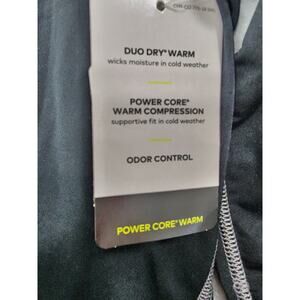 DUO DRY® WARM
wicks moisture in cold weather
POWER CORE®
WARM COMPRESSION
supportive fit in cold weather
ODOR CONTROL
POWER CORE® WARM